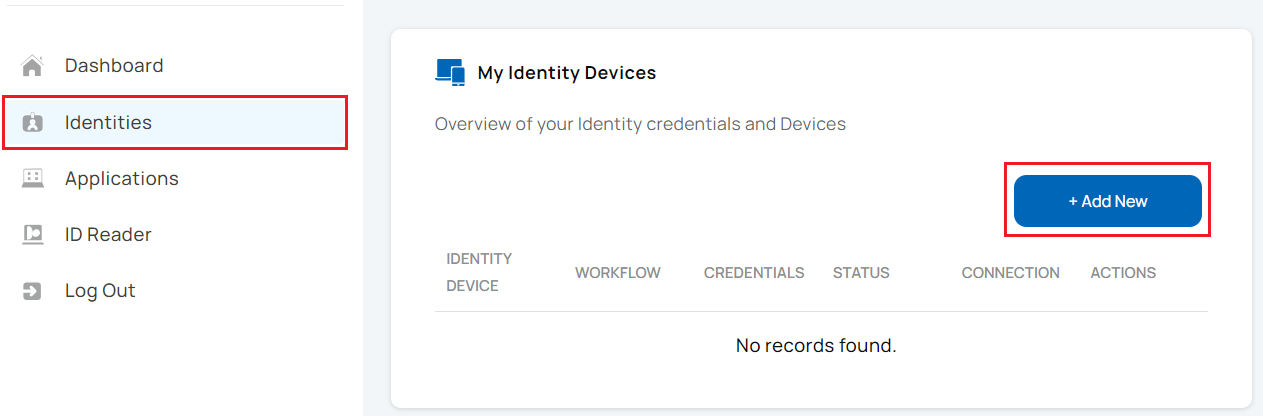 Dashboard
Identities
Applications
ID Reader
Log Out
My Identity Devices
Overview of your Identity credentials and Devices
+ Add New
IDENTITY
DEVICE
WORKFLOW
CREDENTIALS
STATUS
CONNECTION
ACTIONS
No records found.